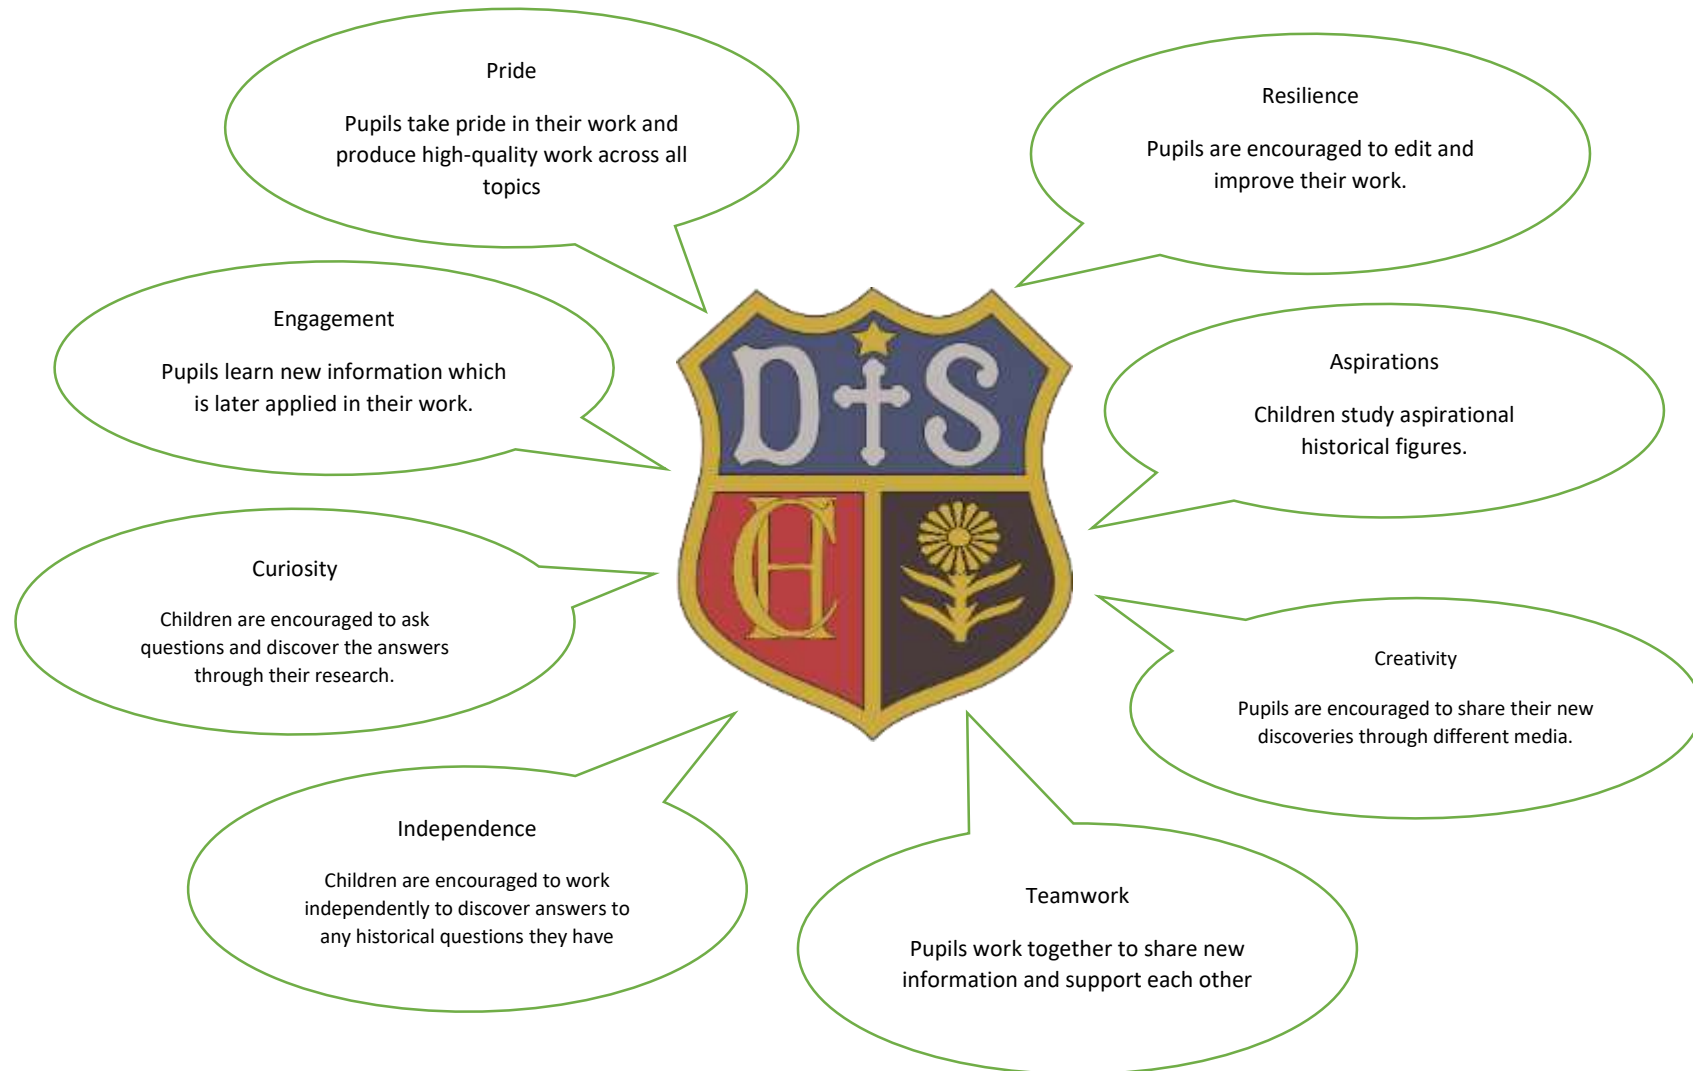 Pride
Pupils take pride in their work and
produce high-quality work across all
topics
Resilience
Pupils are encouraged to edit and
improve their work.
Engagement
Pupils learn new information which
is later applied in their work.
Aspirations
Children study aspirational
historical figures.
D S
CH
Curiosity
Children are encouraged to ask
questions and discover the answers
through their research.
Creativity
Pupils are encouraged to share their new
discoveries through different media.
Independence
Children are encouraged to work
independently to discover answers to
any historical questions they have
Teamwork
Pupils work together to share new
information and support each other